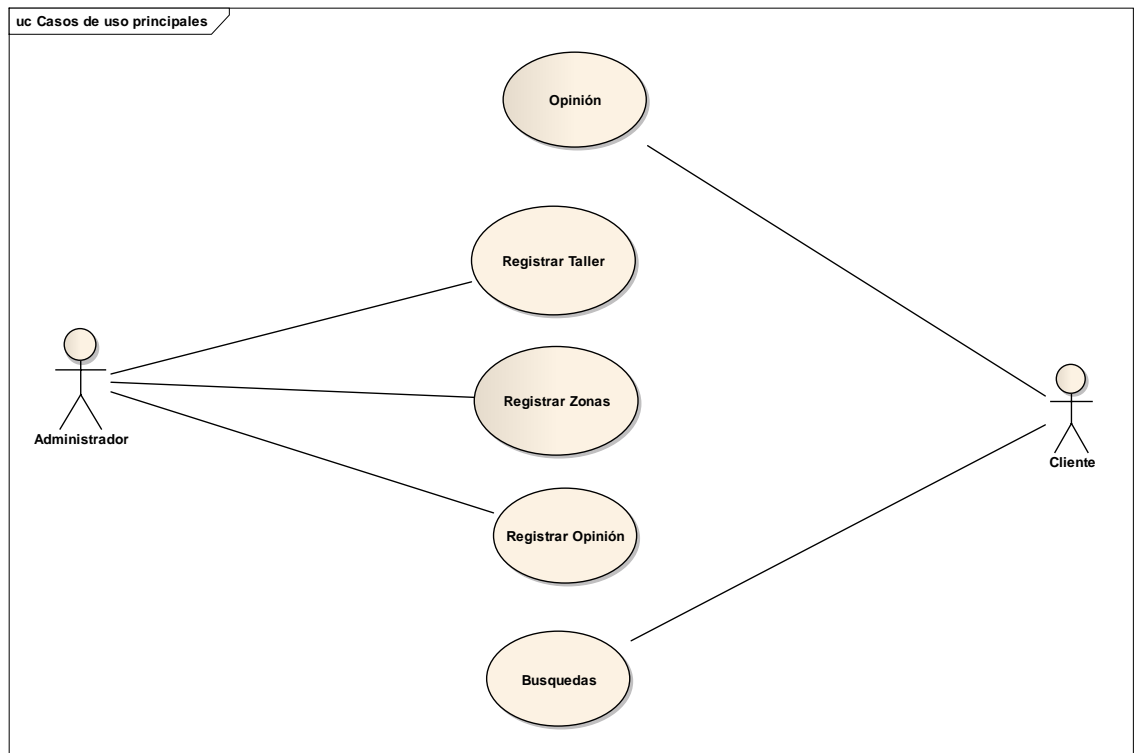 uc Casos de uso principales
Opinión
Registrar Taller
Registrar Zonas
Administrador
Cliente
Registrar Opinión
Busquedas